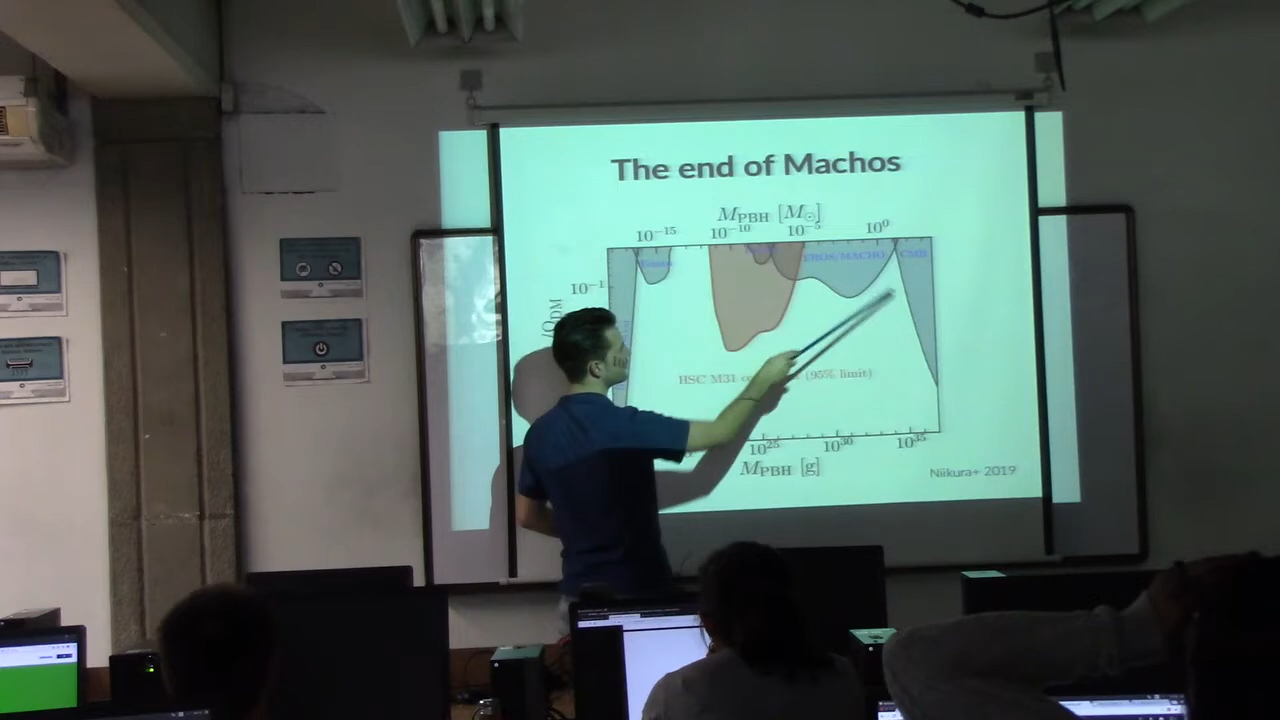 The end of Machos
M_PBH [M_⊙]
10^-15 10^-10 10^-5 10^0
EROS/MACHO CMB
10^-1
HSC M31 (95% limit)
10^25 10^30 10^35
M_PBH [g]
Niikura+ 2019